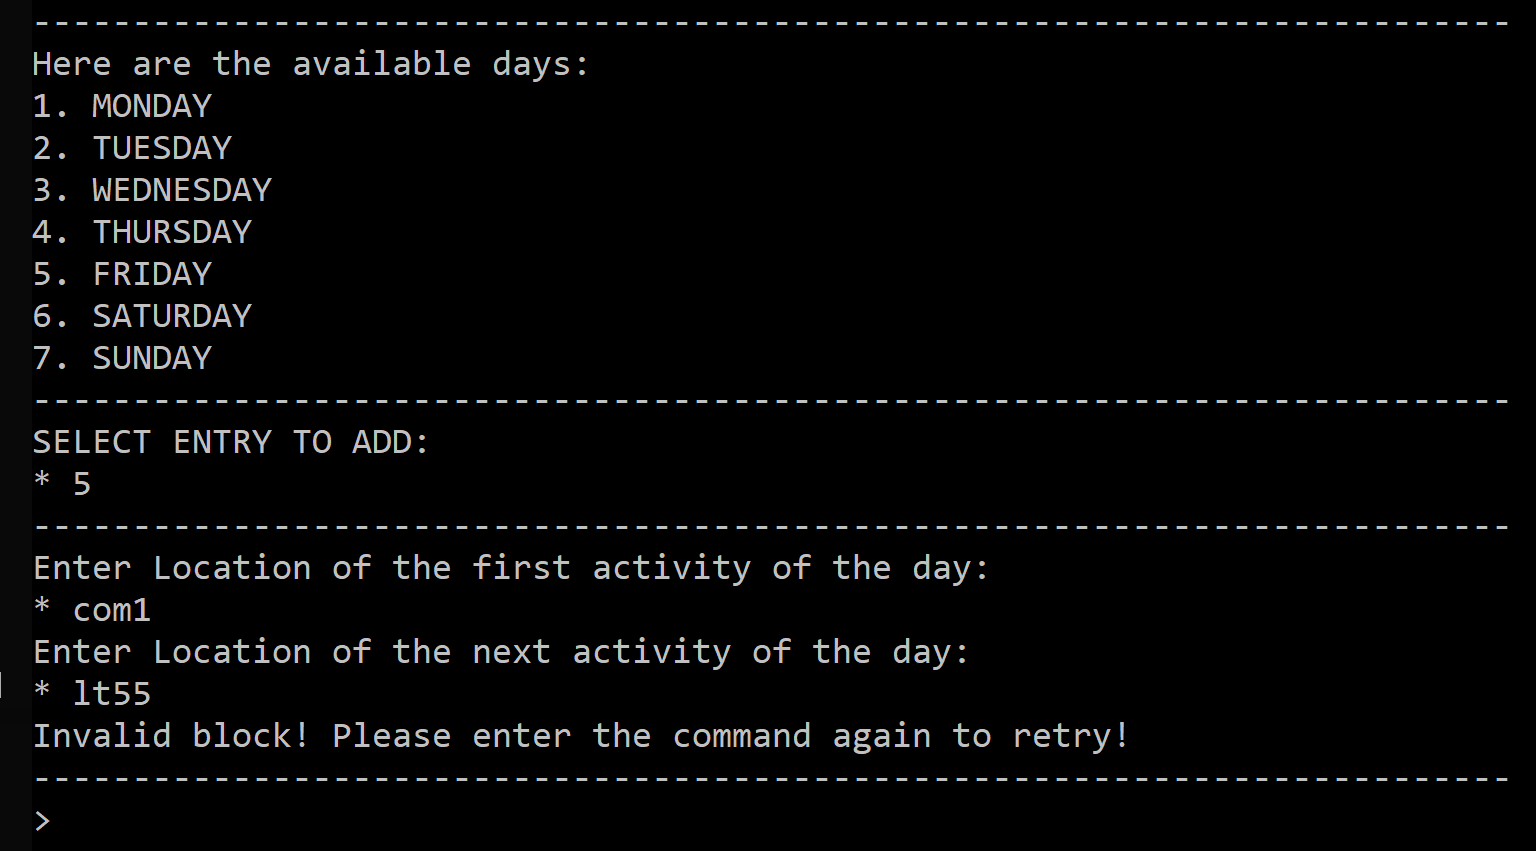 --------------------------------------------------------------------------
Here are the available days:
1. MONDAY
2. TUESDAY
3. WEDNESDAY
4. THURSDAY
5. FRIDAY
6. SATURDAY
7. SUNDAY
--------------------------------------------------------------------------
SELECT ENTRY TO ADD:
* 5
--------------------------------------------------------------------------
Enter Location of the first activity of the day:
* com1
Enter Location of the next activity of the day:
* lt55
Invalid block! Please enter the command again to retry!
--------------------------------------------------------------------------
>